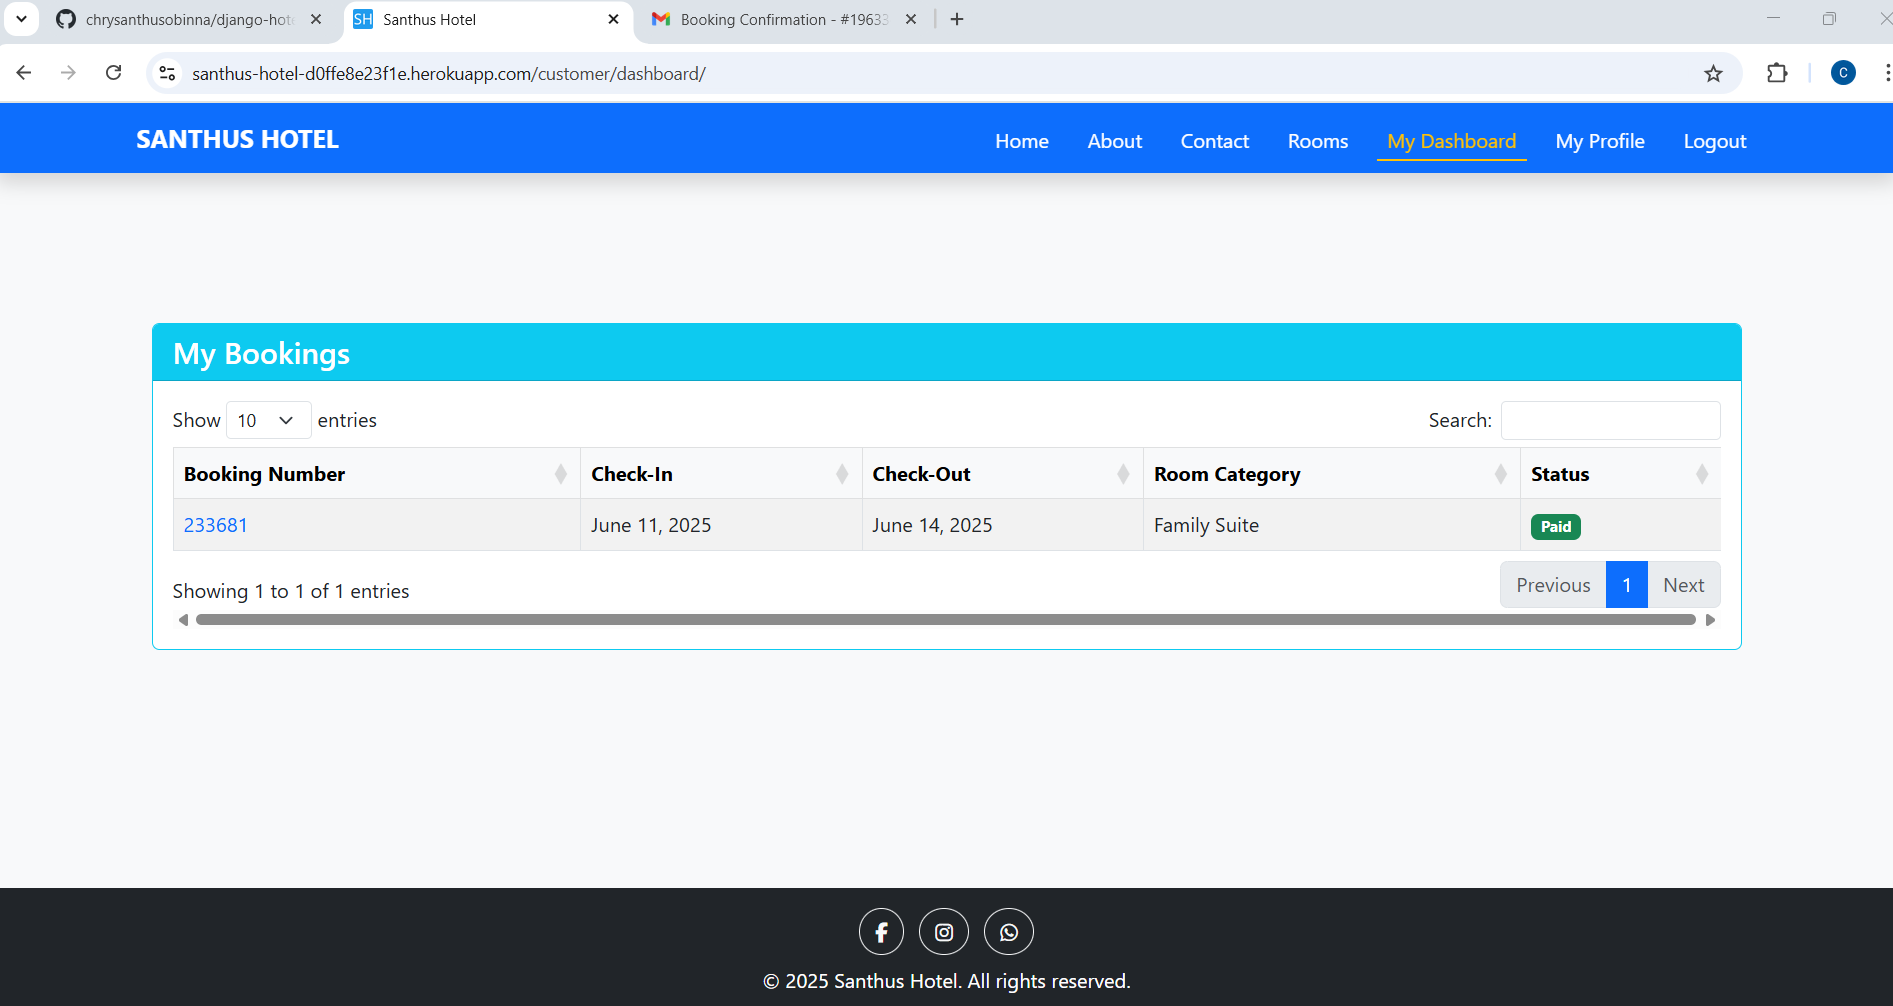 chrysanthusobinna/django-hote
SH Santhus Hotel
Booking Confirmation - #19633
santhus-hotel-d0ffe8e23f1e.herokuapp.com/customer/dashboard/
C
SANTHUS HOTEL
Home About Contact Rooms My Dashboard My Profile Logout
My Bookings
Show 10 entries
Search:
Booking Number Check-In Check-Out Room Category Status
233681 June 11, 2025 June 14, 2025 Family Suite Paid
Showing 1 to 1 of 1 entries
Previous 1 Next
© 2025 Santhus Hotel. All rights reserved.